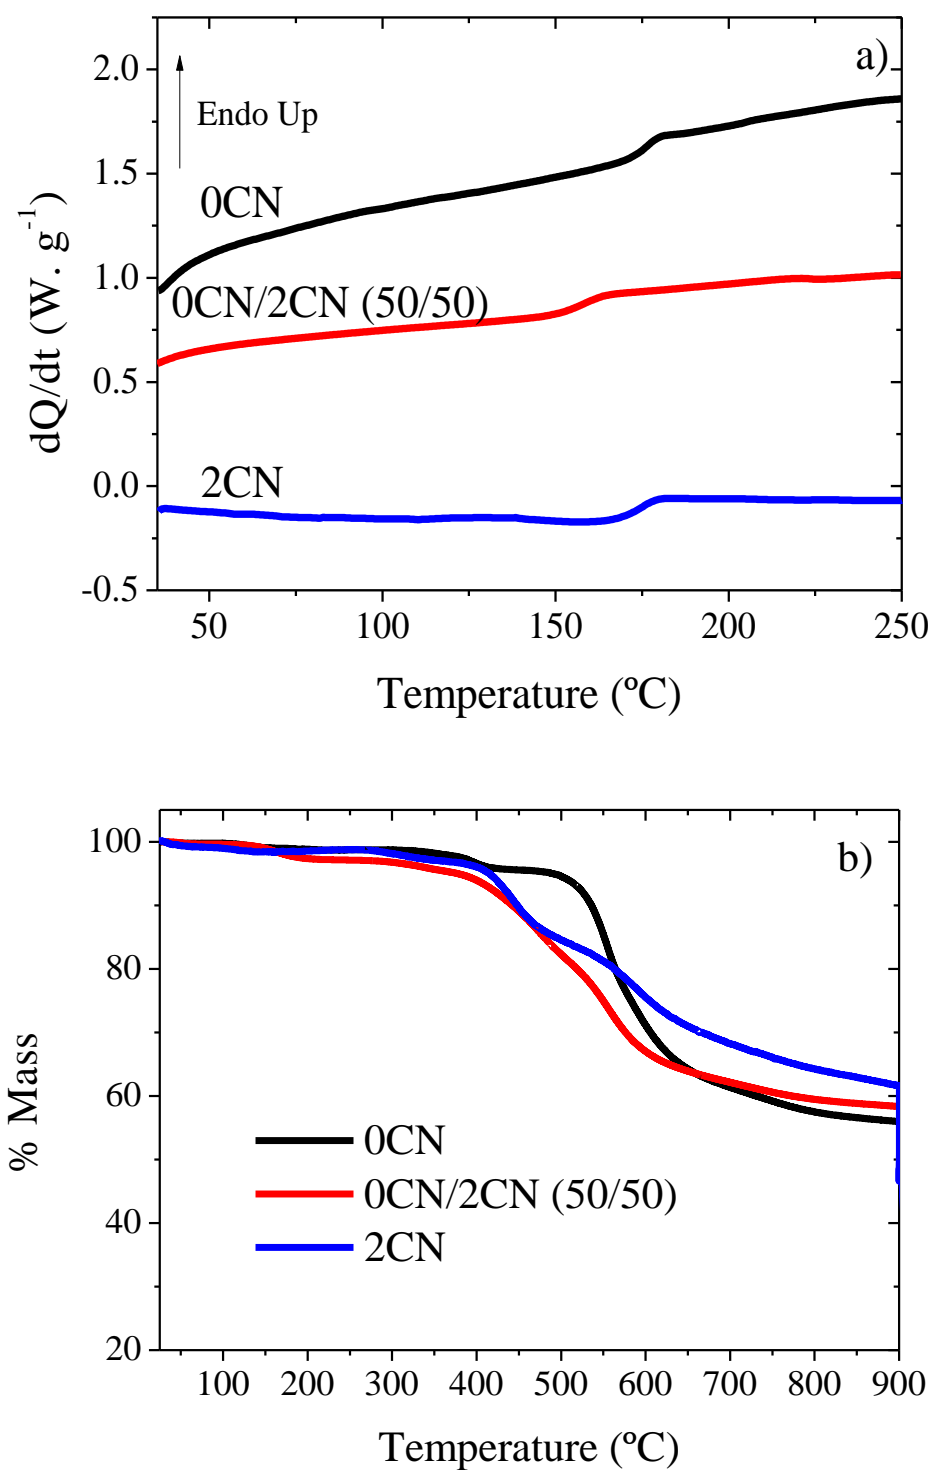 a)
2.0
Endo Up
1.5
0CN
1.0
0CN/2CN (50/50)
0.5
2CN
0.0
-0.5
50 100 150 200 250
dQ/dt (W. g⁻¹)
Temperature (ºC)
100
b)
80
60
0CN
0CN/2CN (50/50)
40
2CN
20
100 200 300 400 500 600 700 800 900
% Mass
Temperature (ºC)